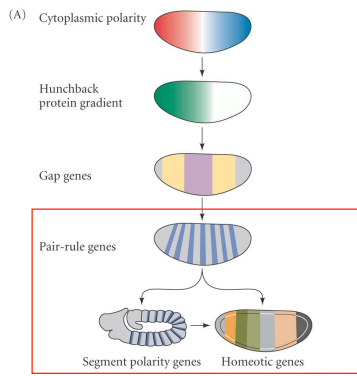 (A) Cytoplasmic polarity
Hunchback
protein gradient
Gap genes
Pair-rule genes
Segment polarity genes Homeotic genes